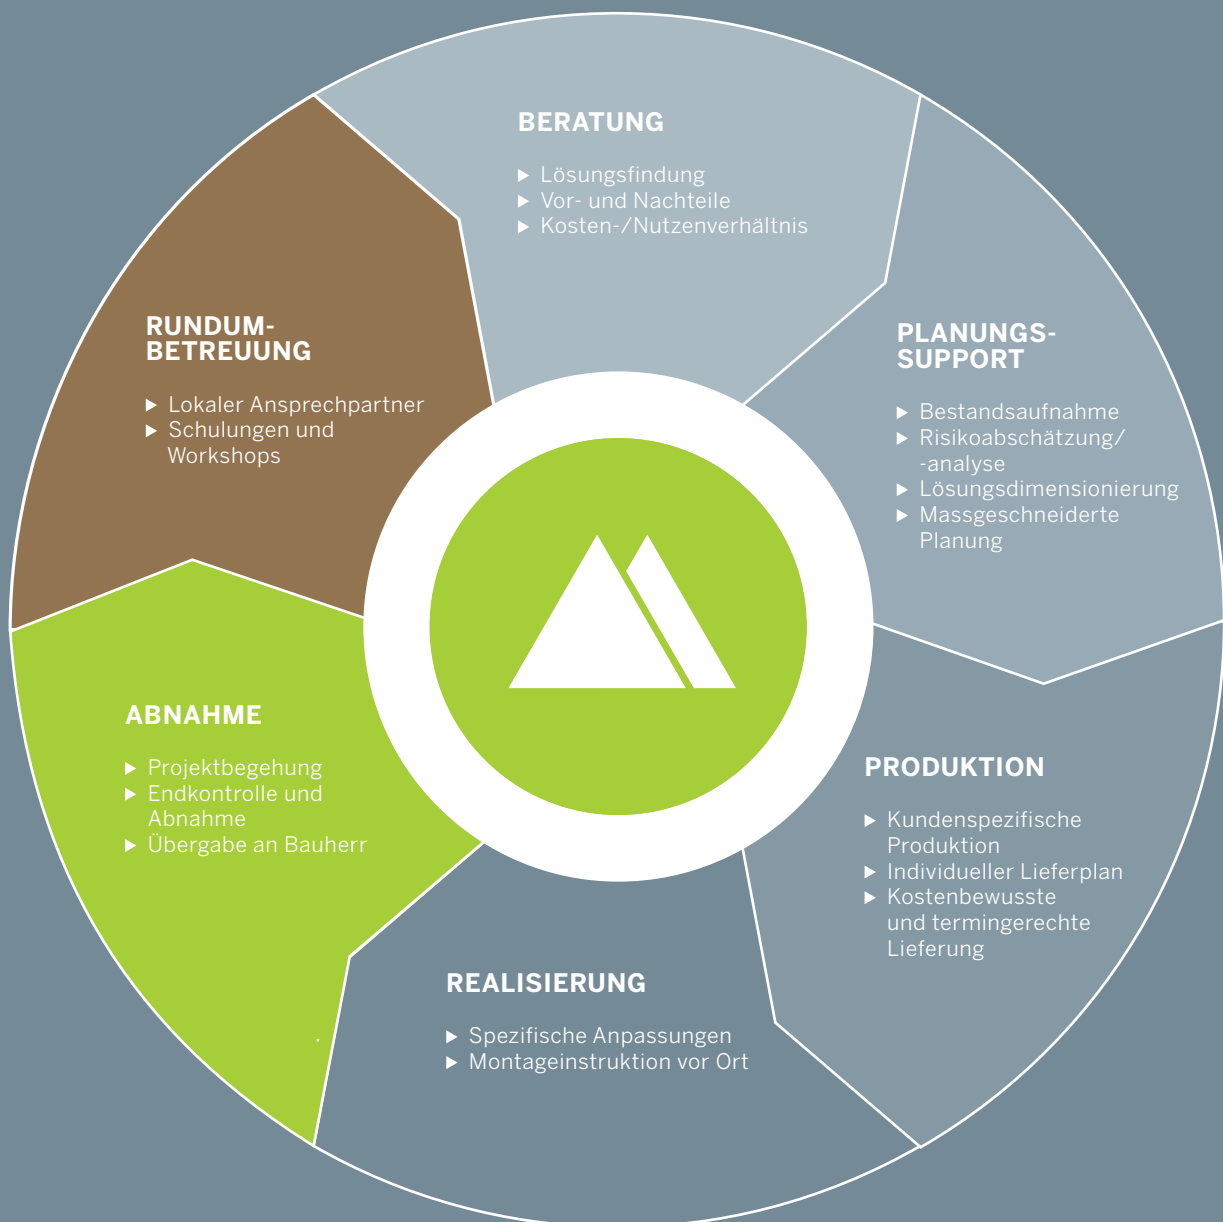 BERATUNG
▶ Lösungsfindung
▶ Vor- und Nachteile
▶ Kosten-/Nutzenverhältnis
PLANUNGS-
SUPPORT
▶ Bestandsaufnahme
▶ Risikoabschätzung/
-analyse
▶ Lösungsdimensionierung
▶ Massgeschneiderte
Planung
PRODUKTION
▶ Kundenspezifische
Produktion
▶ Individueller Lieferplan
▶ Kostenbewusste
und termingerechte
Lieferung
REALISIERUNG
▶ Spezifische Anpassungen
▶ Montageinstruktion vor Ort
ABNAHME
▶ Projektbegehung
▶ Endkontrolle und
Abnahme
▶ Übergabe an Bauherr
RUNDUM-
BETREUUNG
▶ Lokaler Ansprechpartner
▶ Schulungen und
Workshops